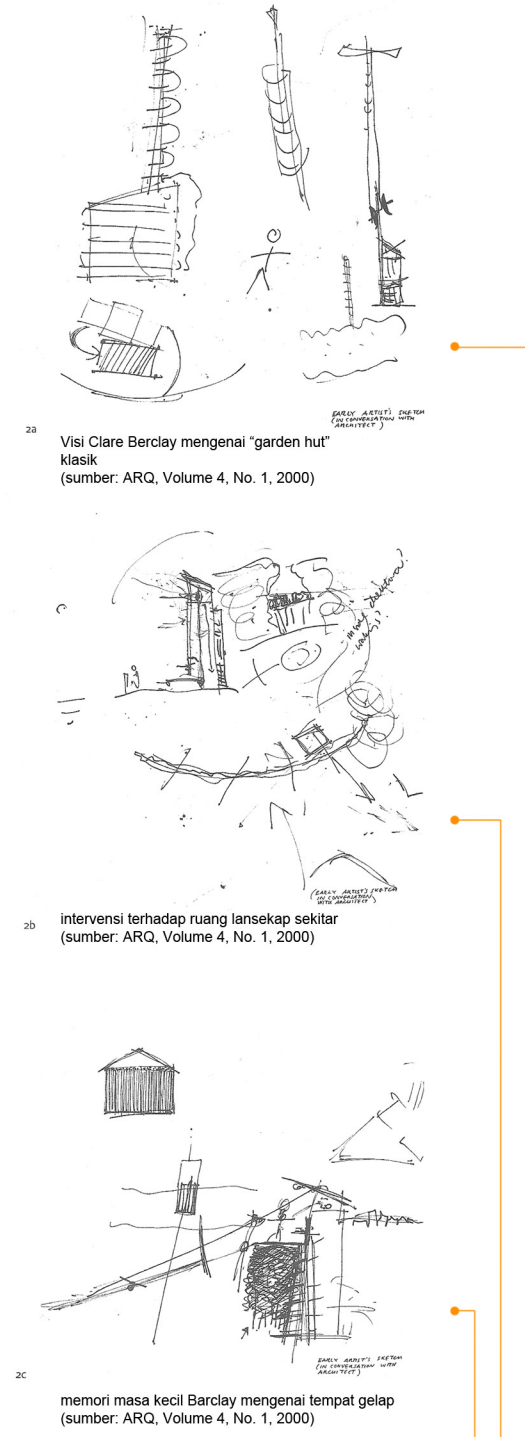 EARLY ARTIST'S SKETCH
(IN CONVERSATION WITH
ARCHITECT)
2a
Visi Clare Berclay mengenai “garden hut”
klasik
(sumber: ARQ, Volume 4, No. 1, 2000)
(EARLY ARTIST'S SKETCH
IN CONVERSATION
WITH ARCHITECT)
2b
intervensi terhadap ruang lansekap sekitar
(sumber: ARQ, Volume 4, No. 1, 2000)
EARLY ARTIST'S SKETCH
(IN CONVERSATION WITH
ARCHITECT)
2c
memori masa kecil Barclay mengenai tempat gelap
(sumber: ARQ, Volume 4, No. 1, 2000)